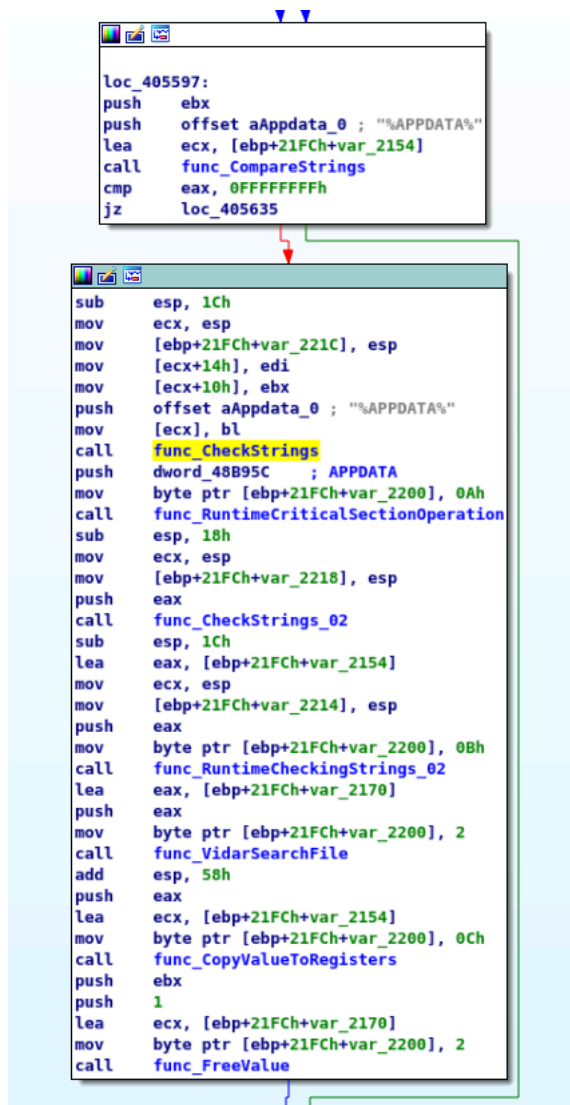 loc_405597:
push ebx
push offset aAppdata_0 ; "%APPDATA%"
lea ecx, [ebp+21FCh+var_2154]
call func_CompareStrings
cmp eax, 0FFFFFFFFh
jz loc_405635
sub esp, 1Ch
mov ecx, esp
mov [ebp+21FCh+var_221C], esp
mov [ecx+14h], edi
mov [ecx+10h], ebx
push offset aAppdata_0 ; "%APPDATA%"
mov [ecx], bl
call func_CheckStrings
push dword_48B95C ; APPDATA
mov byte ptr [ebp+21FCh+var_2200], 0Ah
call func_RuntimeCriticalSectionOperation
sub esp, 18h
mov ecx, esp
mov [ebp+21FCh+var_2218], esp
push eax
call func_CheckStrings_02
sub esp, 1Ch
lea eax, [ebp+21FCh+var_2154]
mov ecx, esp
mov [ebp+21FCh+var_2214], esp
push eax
mov byte ptr [ebp+21FCh+var_2200], 0Bh
call func_RuntimeCheckingStrings_02
lea eax, [ebp+21FCh+var_2170]
push eax
mov byte ptr [ebp+21FCh+var_2200], 2
call func_VidarSearchFile
add esp, 58h
push eax
lea ecx, [ebp+21FCh+var_2154]
mov byte ptr [ebp+21FCh+var_2200], 0Ch
call func_CopyValueToRegisters
push ebx
push 1
lea ecx, [ebp+21FCh+var_2170]
mov byte ptr [ebp+21FCh+var_2200], 2
call func_FreeValue